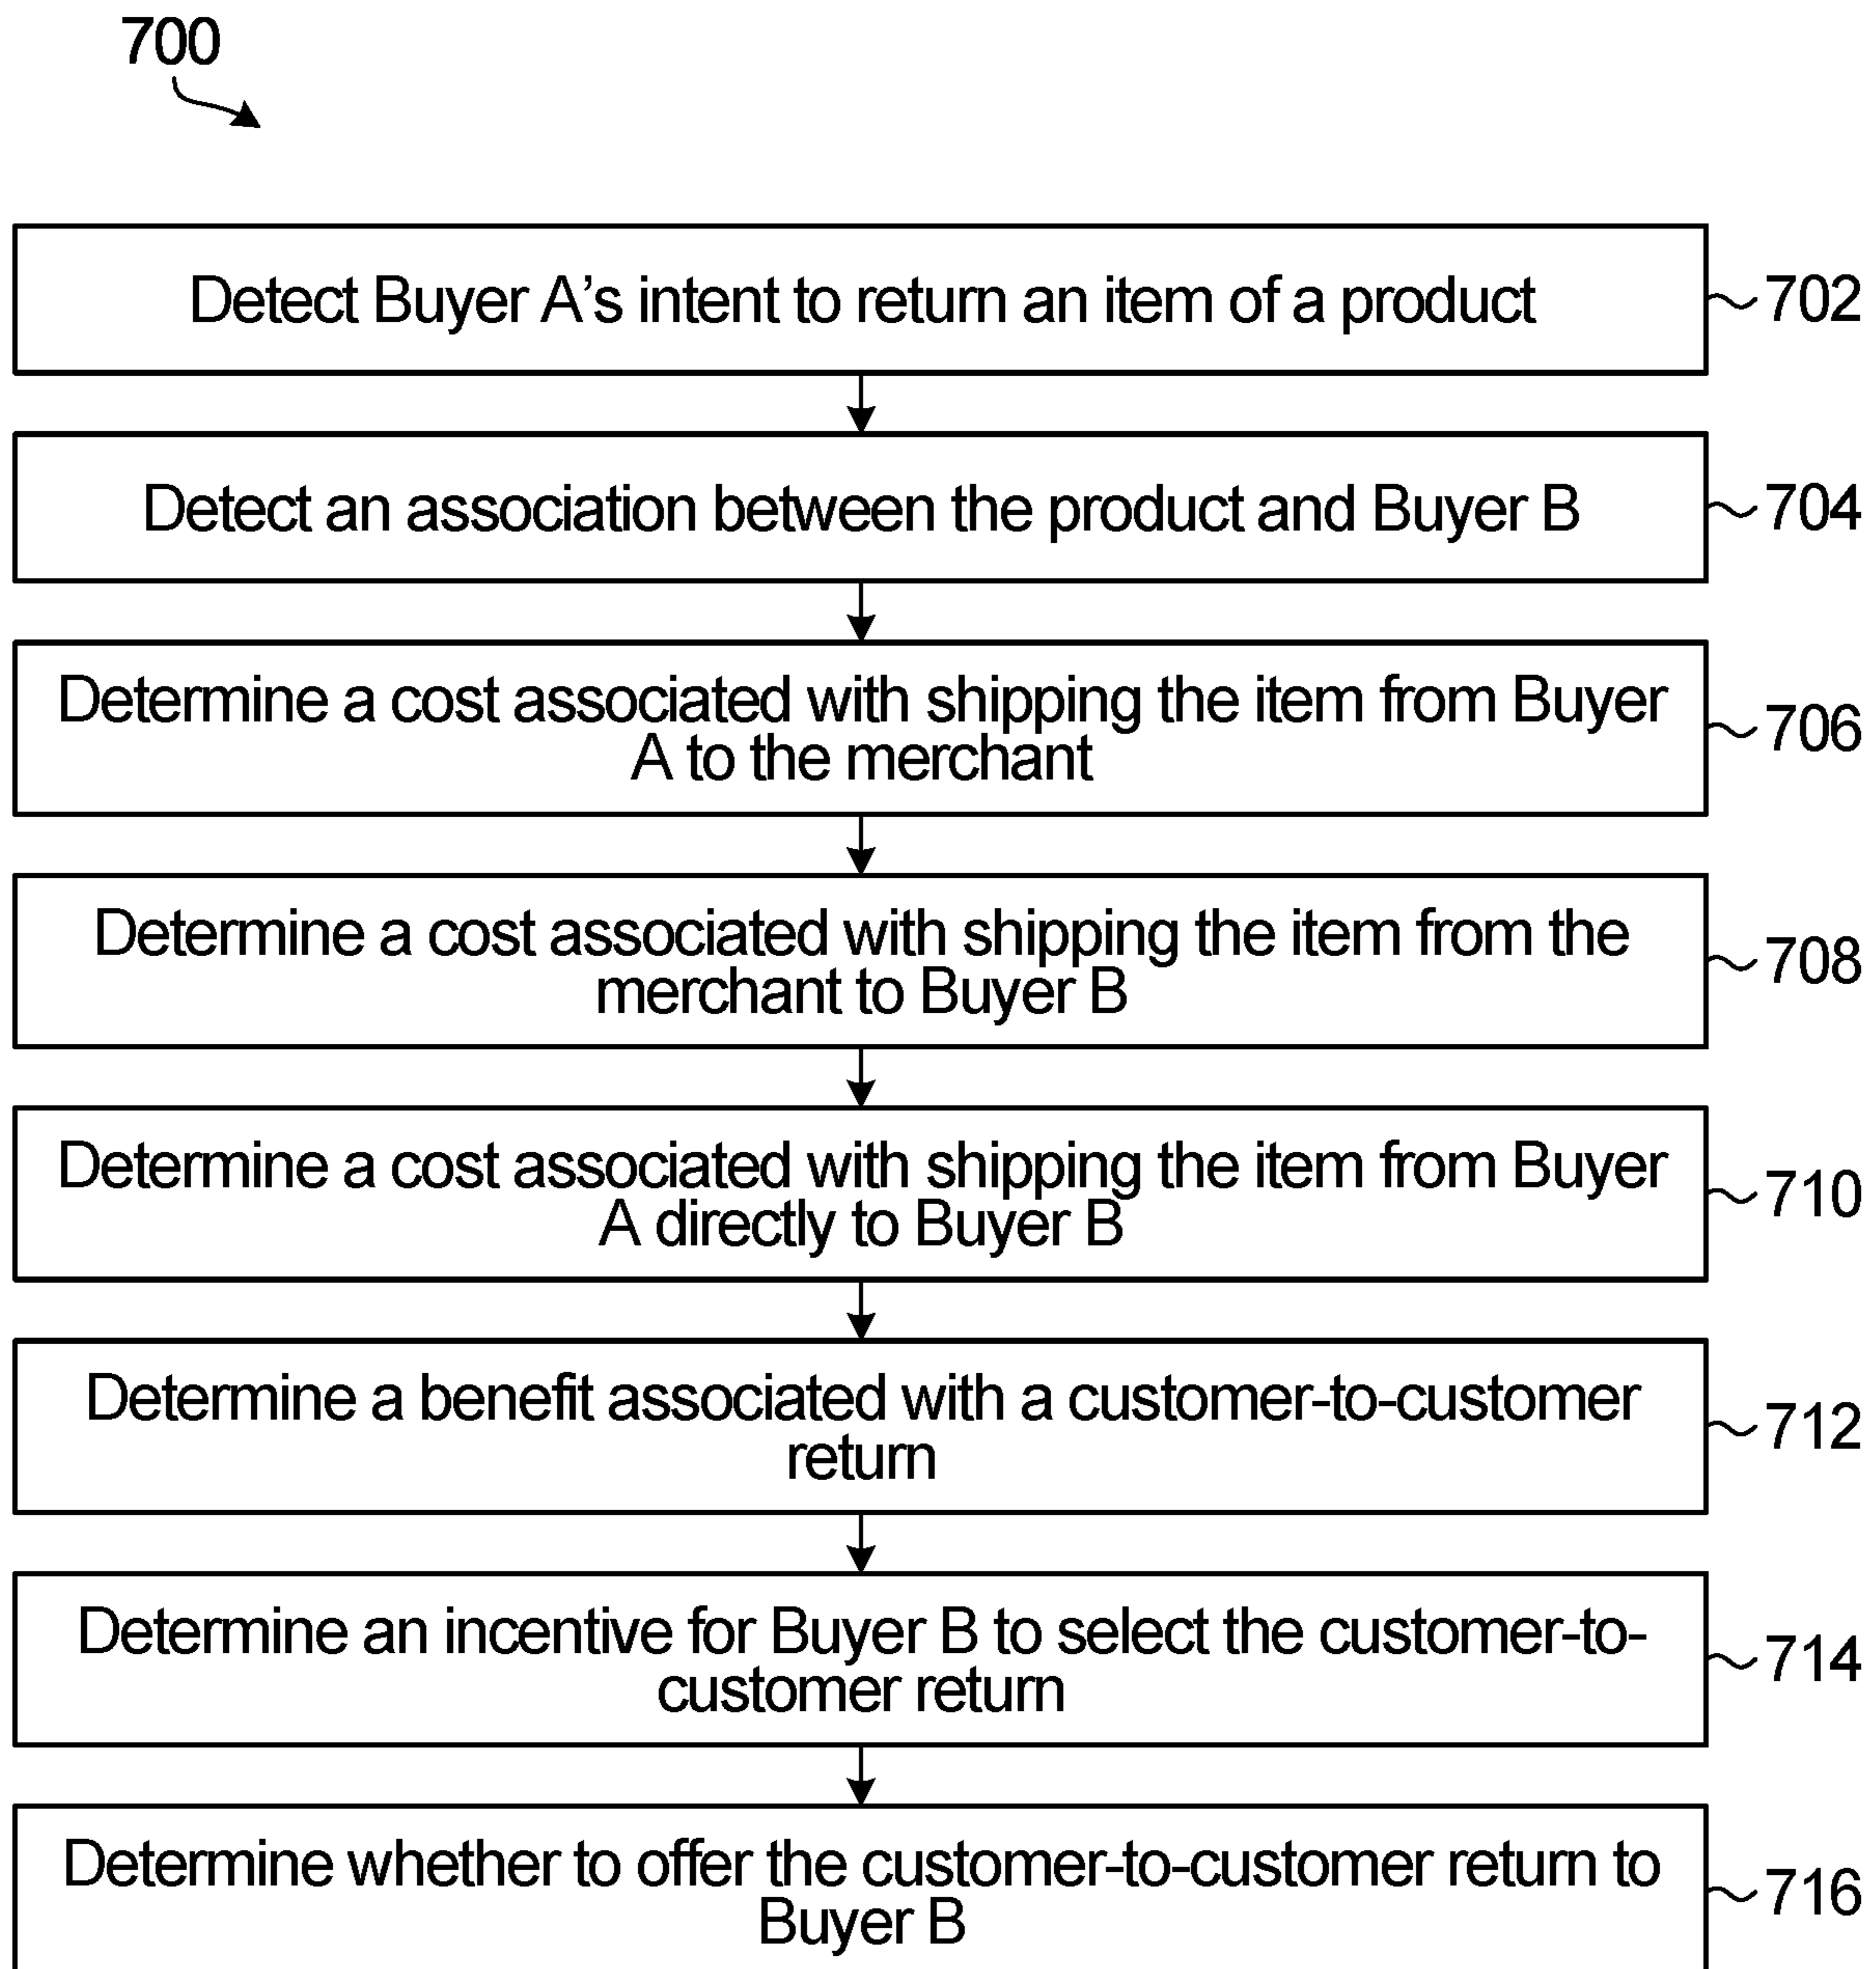 700
Detect Buyer A’s intent to return an item of a product
702
Detect an association between the product and Buyer B
704
Determine a cost associated with shipping the item from Buyer
A to the merchant
706
Determine a cost associated with shipping the item from the
merchant to Buyer B
708
Determine a cost associated with shipping the item from Buyer
A directly to Buyer B
710
Determine a benefit associated with a customer-to-customer
return
712
Determine an incentive for Buyer B to select the customer-to-
customer return
714
Determine whether to offer the customer-to-customer return to
Buyer B
716